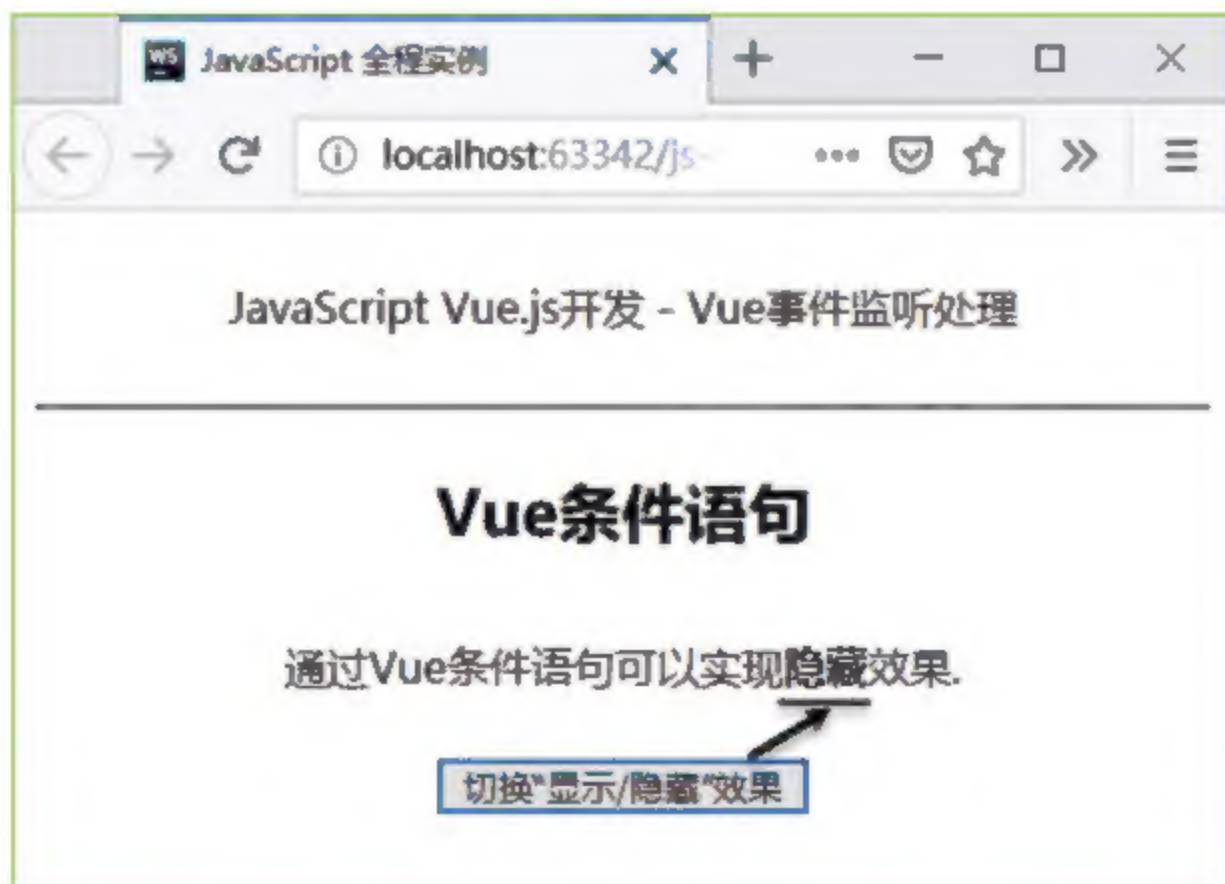 WS JavaScript 全程实例
localhost:63342/js-
JavaScript Vue.js开发 - Vue事件监听处理
Vue条件语句
通过Vue条件语句可以实现隐藏效果.
切换"显示/隐藏"效果